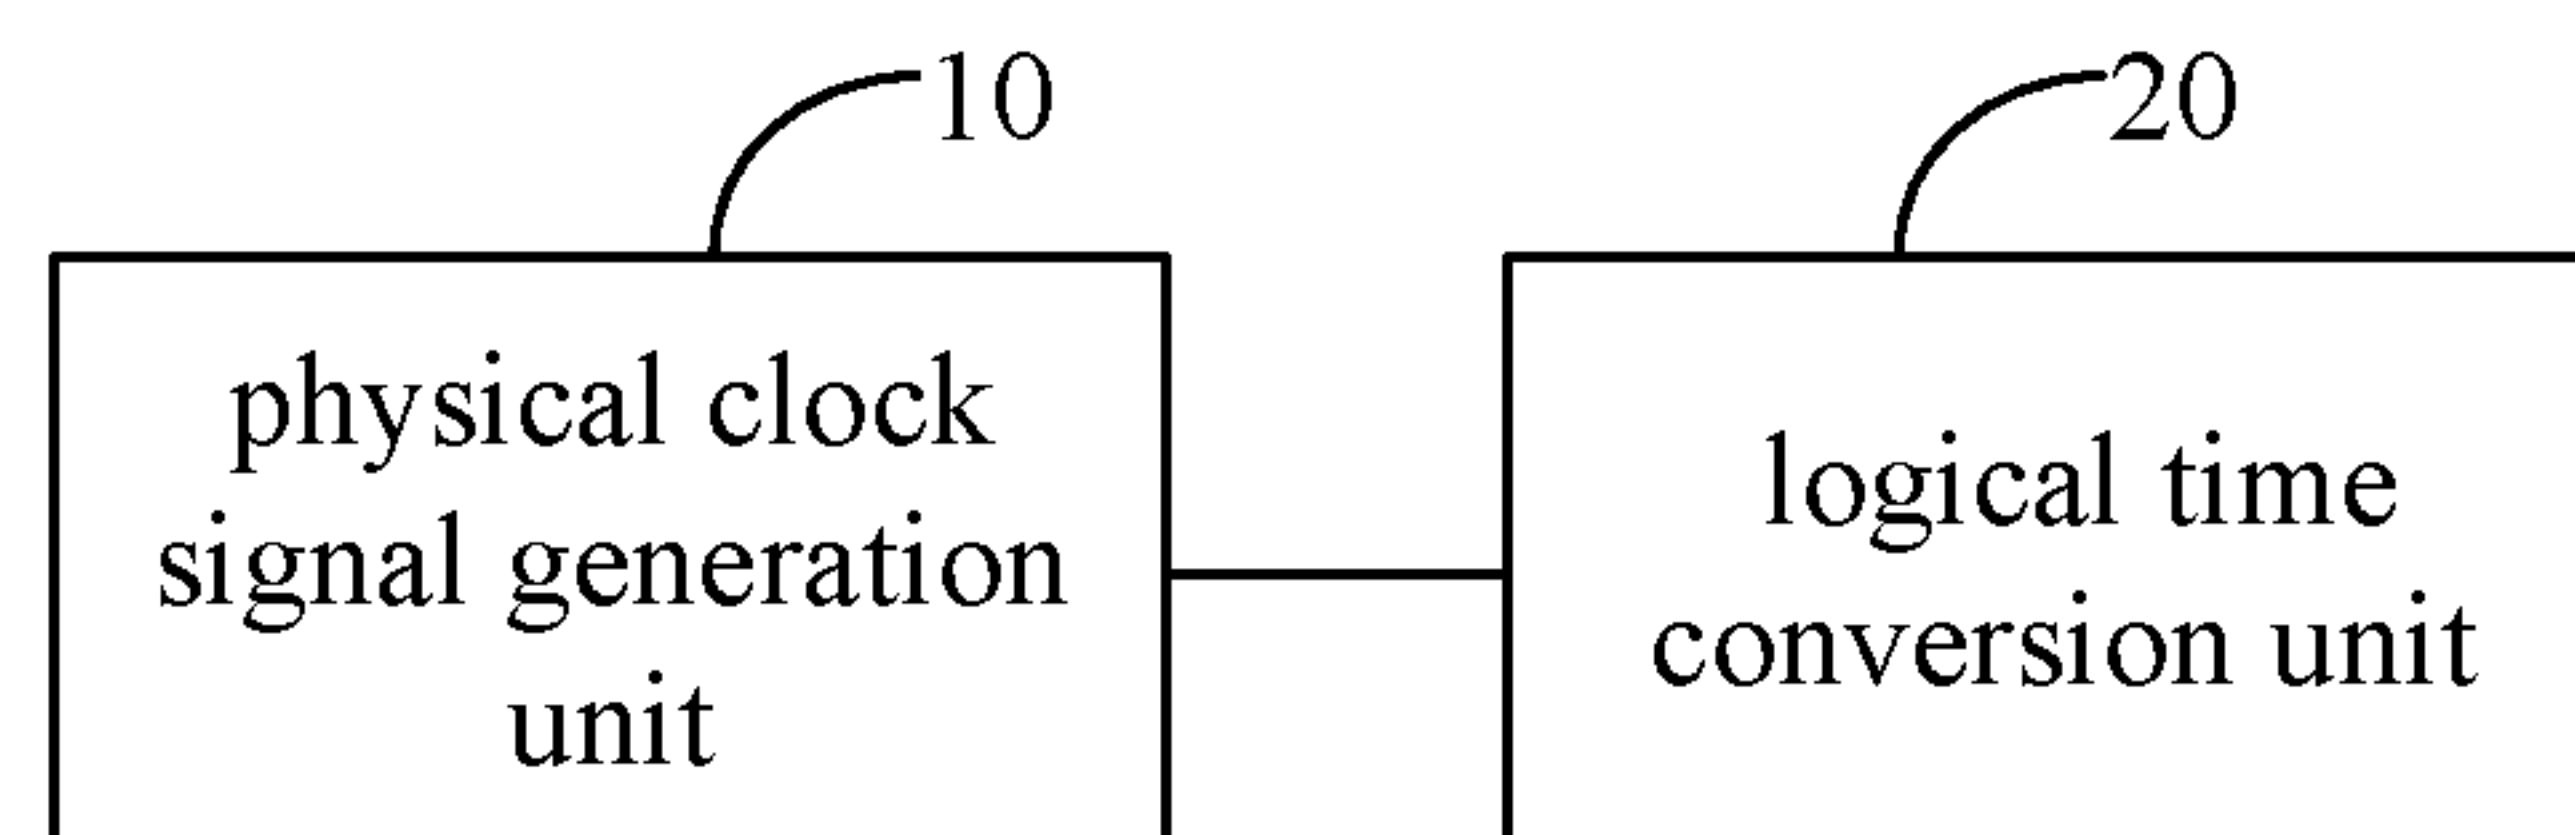 10
20
physical clock
signal generation
unit
logical time
conversion unit